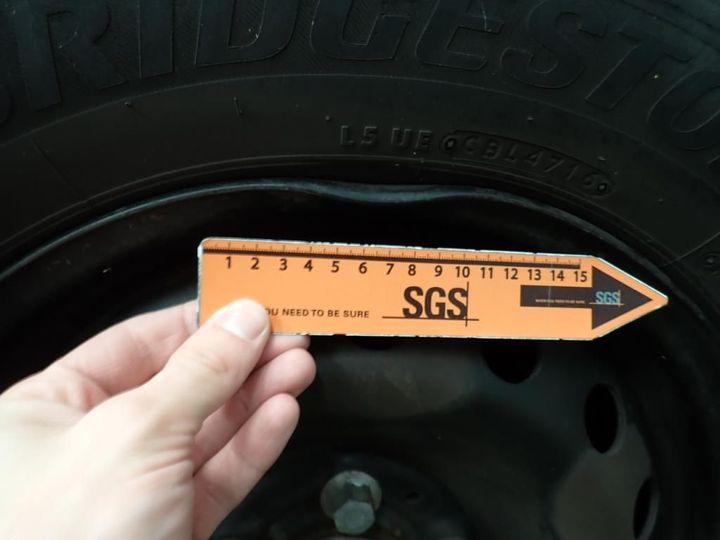 BRIDGESTO
L5 UE CBL4716
1 2 3 4 5 6 7 8 9 10 11 12 13 14 15
OU NEED TO BE SURE
SGS
SGS